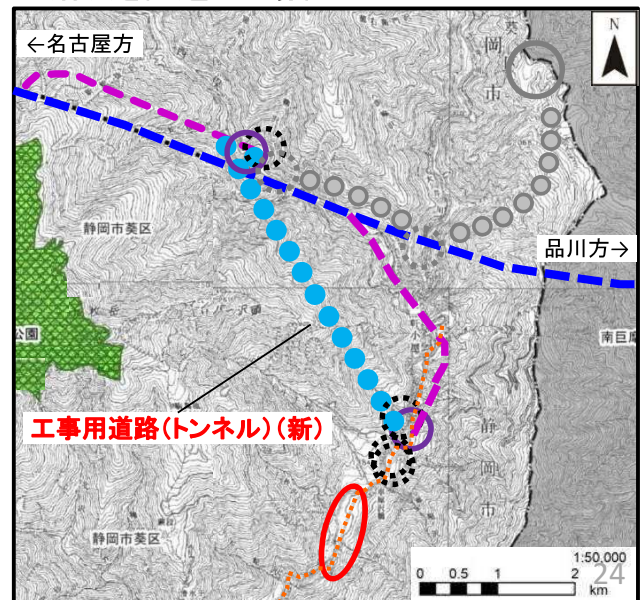 ←名古屋方
N
岡
市
静岡市葵区
品川方→
公園
南巨
工事用道路(トンネル)(新)
静
岡
市
静岡市葵区
1:50,000
0 0.5 1 2
km
24